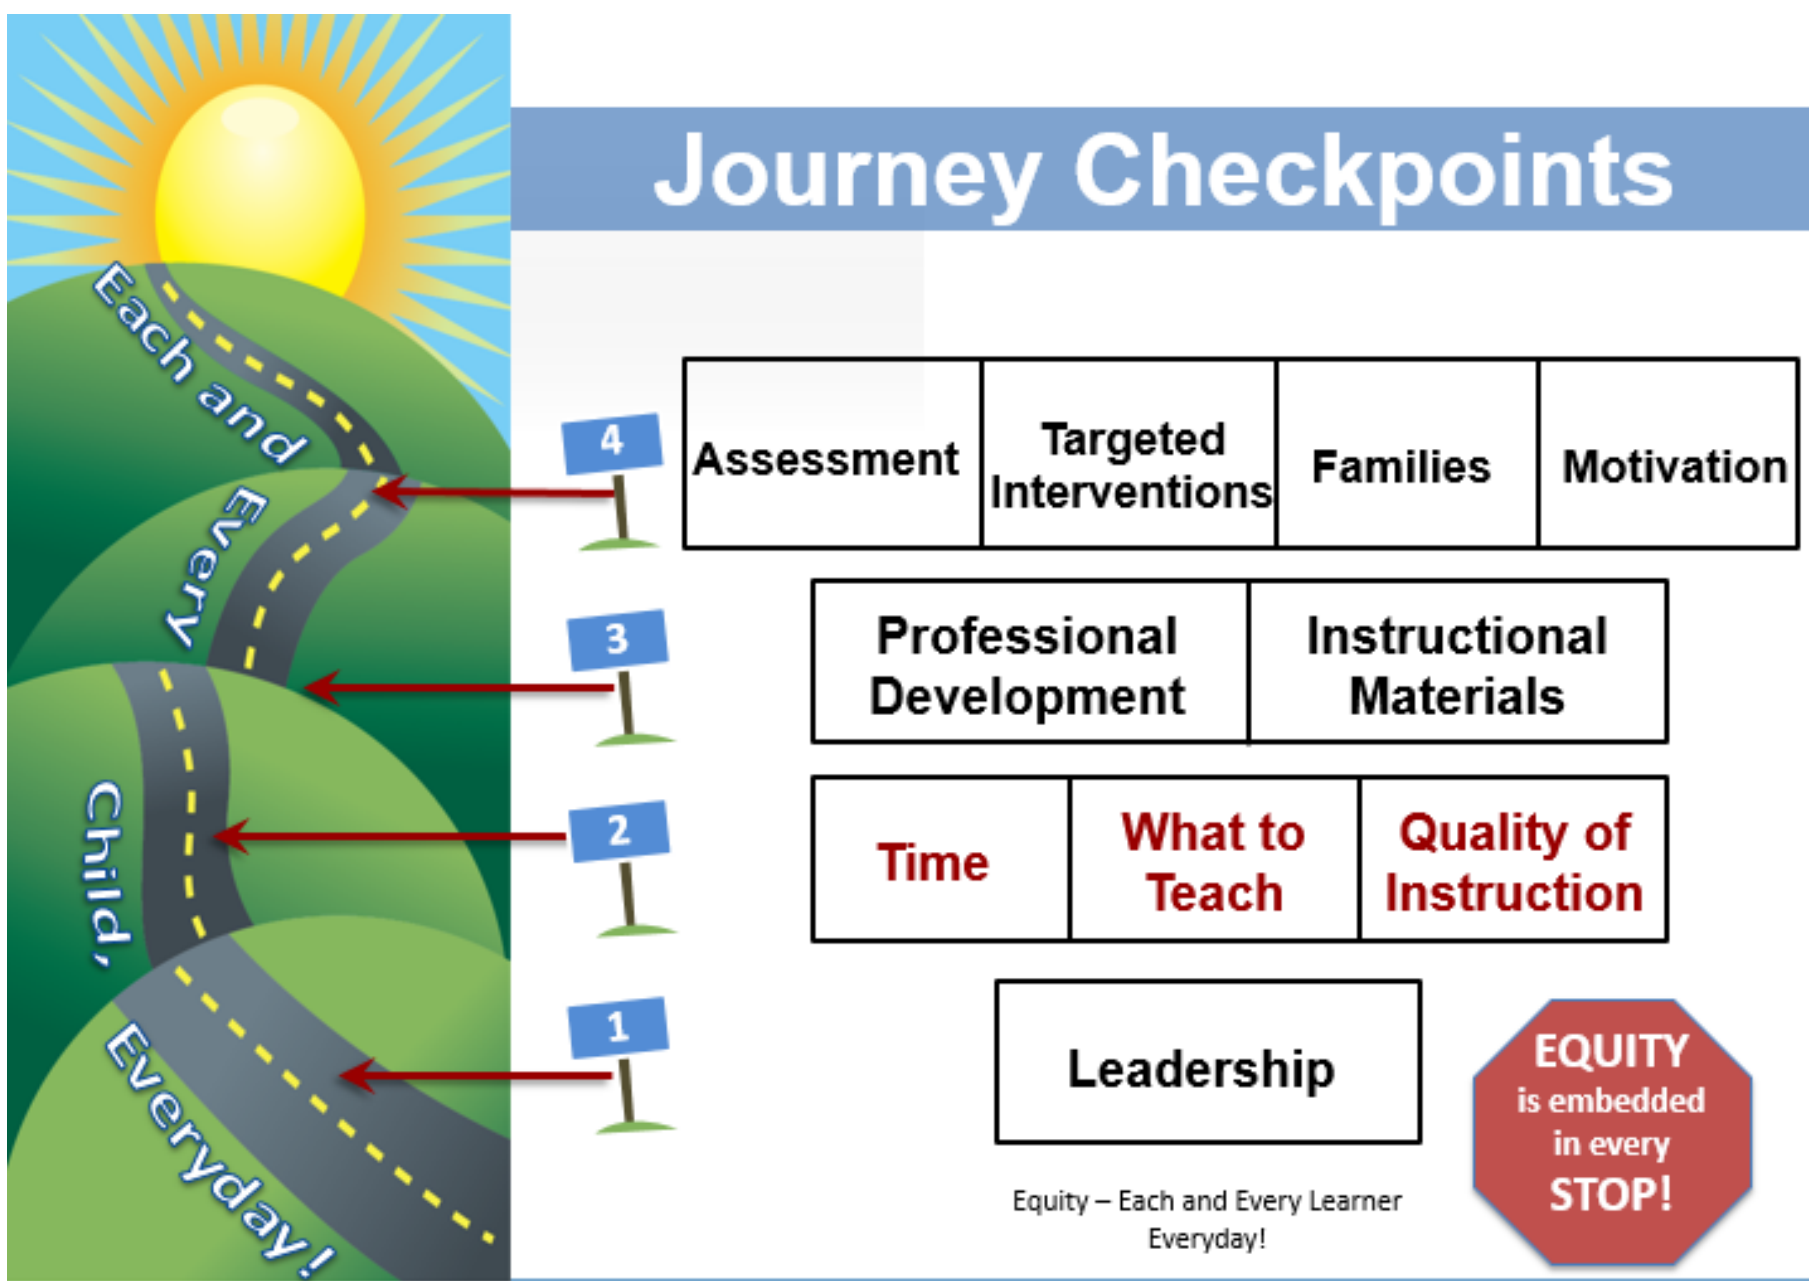 Journey Checkpoints
Each and
Every
Child,
Everyday!
4
Assessment
Targeted
Interventions
Families
Motivation
3
Professional
Development
Instructional
Materials
2
Time
What to
Teach
Quality of
Instruction
1
Leadership
Equity – Each and Every Learner
Everyday!
EQUITY
is embedded
in every
STOP!